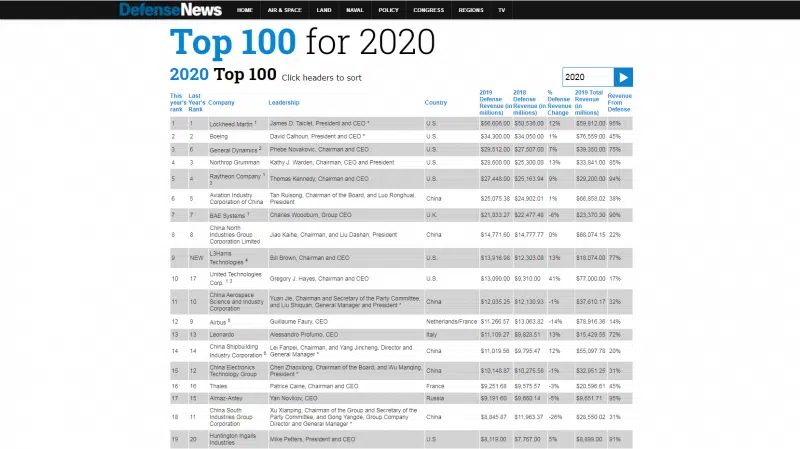 DefenseNews HOME AIR & SPACE LAND NAVAL POLICY CONGRESS REGIONS TV
Top 100 for 2020
2020 Top 100 Click headers to sort 2020
This year's rank Last Year's Rank Company Leadership Country 2019 Defense Revenue (in millions) 2018 Defense Revenue (in millions) % Defense Revenue Change 2019 Total Revenue (in millions) Revenue From Defense
1 1 Lockheed Martin 1 James D. Taiclet, President and CEO * U.S. $56,606.00 $50,536.00 12% $59,812.00 95%
2 2 Boeing David Calhoun, President and CEO * U.S. $34,300.00 $34,050.00 1% $76,559.00 45%
3 6 General Dynamics 2 Phebe Novakovic, Chairman and CEO U.S. $29,512.00 $27,507.00 7% $39,350.00 75%
4 3 Northrop Grumman Kathy J. Warden, Chairman, CEO and President U.S. $28,600.00 $25,300.00 13% $33,841.00 85%
5 4 Raytheon Company 1 3 Thomas Kennedy, Chairman and CEO U.S. $27,448.00 $25,163.94 9% $29,200.00 94%
6 5 Aviation Industry Corporation of China Tan Ruisong, Chairman of the Board, and Luo Ronghuai, President China $25,075.38 $24,902.01 1% $66,858.02 38%
7 7 BAE Systems 1 Charles Woodburn, Group CEO U.K. $21,033.27 $22,477.48 -6% $23,370.30 90%
8 8 China North Industries Group Corporation Limited Jiao Kaihe, Chairman, and Liu Dashan, President China $14,771.60 $14,777.77 0% $68,074.15 22%
9 NEW L3Harris Technologies 4 Bill Brown, Chairman and CEO U.S. $13,916.98 $12,303.08 13% $18,074.00 77%
10 17 United Technologies Corp. 1 3 Gregory J. Hayes, Chairman and CEO U.S. $13,090.00 $9,310.00 41% $77,000.00 17%
11 10 China Aerospace Science and Industry Corporation Yuan Jie, Chairman and Secretary of the Party Committee, and Liu Shiquan, General Manager and President * China $12,035.25 $12,130.93 -1% $37,610.17 32%
12 9 Airbus 5 Guillaume Faury, CEO Netherlands/France $11,266.57 $13,063.82 -14% $78,916.36 14%
13 13 Leonardo Alessandro Profumo, CEO Italy $11,109.27 $9,828.51 13% $15,429.55 72%
14 14 China Shipbuilding Industry Corporation 6 Lei Fanpei, Chairman, and Yang Jincheng, Director and General Manager * China $11,019.56 $9,795.47 12% $55,097.78 20%
15 12 China Electronics Technology Group Chen Zhaoxiong, Chairman of the Board, and Wu Manqing, President * China $10,148.87 $10,275.58 -1% $32,951.25 31%
16 16 Thales Patrice Caine, Chairman and CEO France $9,251.68 $9,575.57 -3% $20,596.61 45%
17 15 Almaz-Antey Yan Novikov, CEO Russia $9,191.60 $9,660.14 -5% $9,651.71 95%
18 11 China South Industries Group Corporation Xu Xianping, Chairman of the Group and Secretary of the Party Committee, and Gong Yangde, Group Company Director and General Manager * China $8,845.87 $11,963.37 -26% $28,550.02 31%
19 20 Huntington Ingalls Industries Mike Petters, President and CEO U.S $8,119.00 $7,767.00 5% $8,899.00 91%